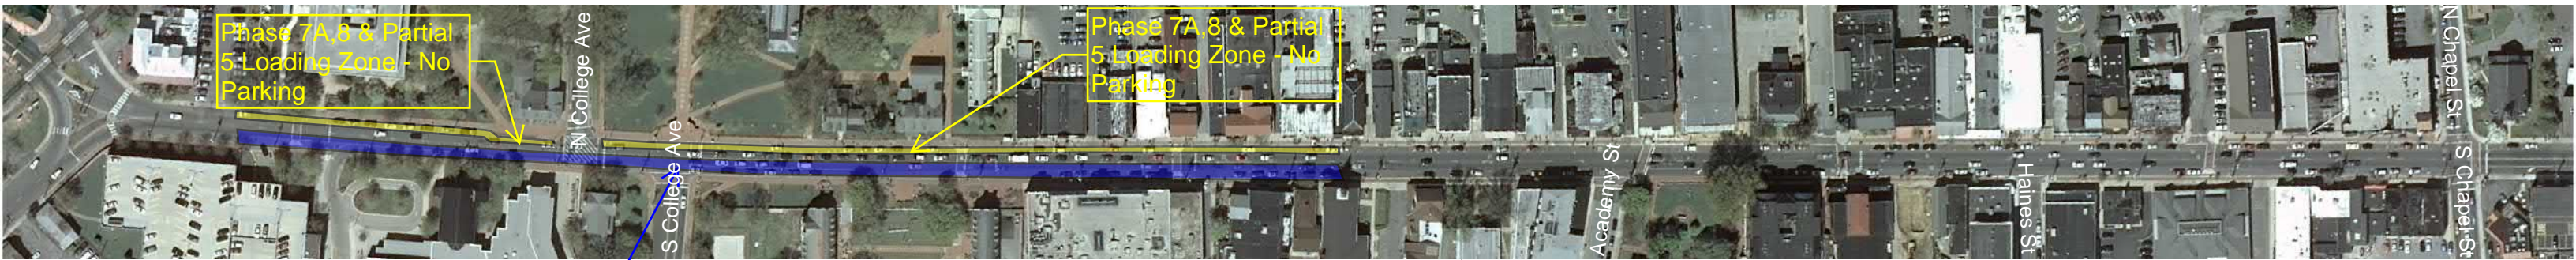 Phase 7A,8 & Partial
5 Loading Zone - No
Parking
N College Ave
S College Ave
Phase 7A,8 & Partial
5 Loading Zone - No
Parking
Academy St
Haines St
N Chapel St
S Chapel St